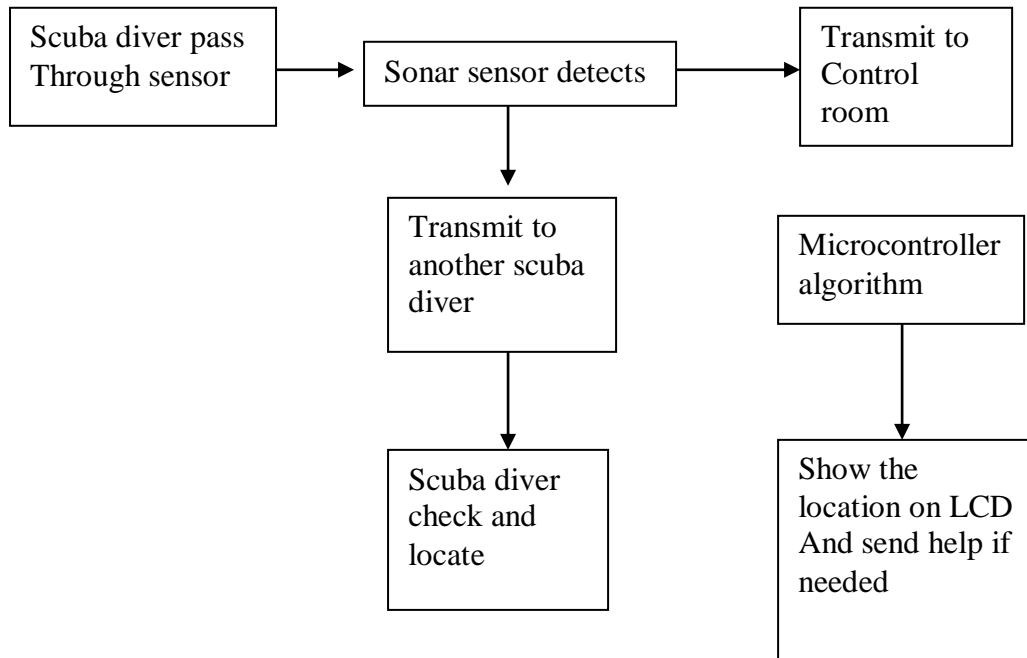 Scuba diver pass
Through sensor
Sonar sensor detects
Transmit to
Control
room
Transmit to
another scuba
diver
Microcontroller
algorithm
Scuba diver
check and
locate
Show the
location on LCD
And send help if
needed